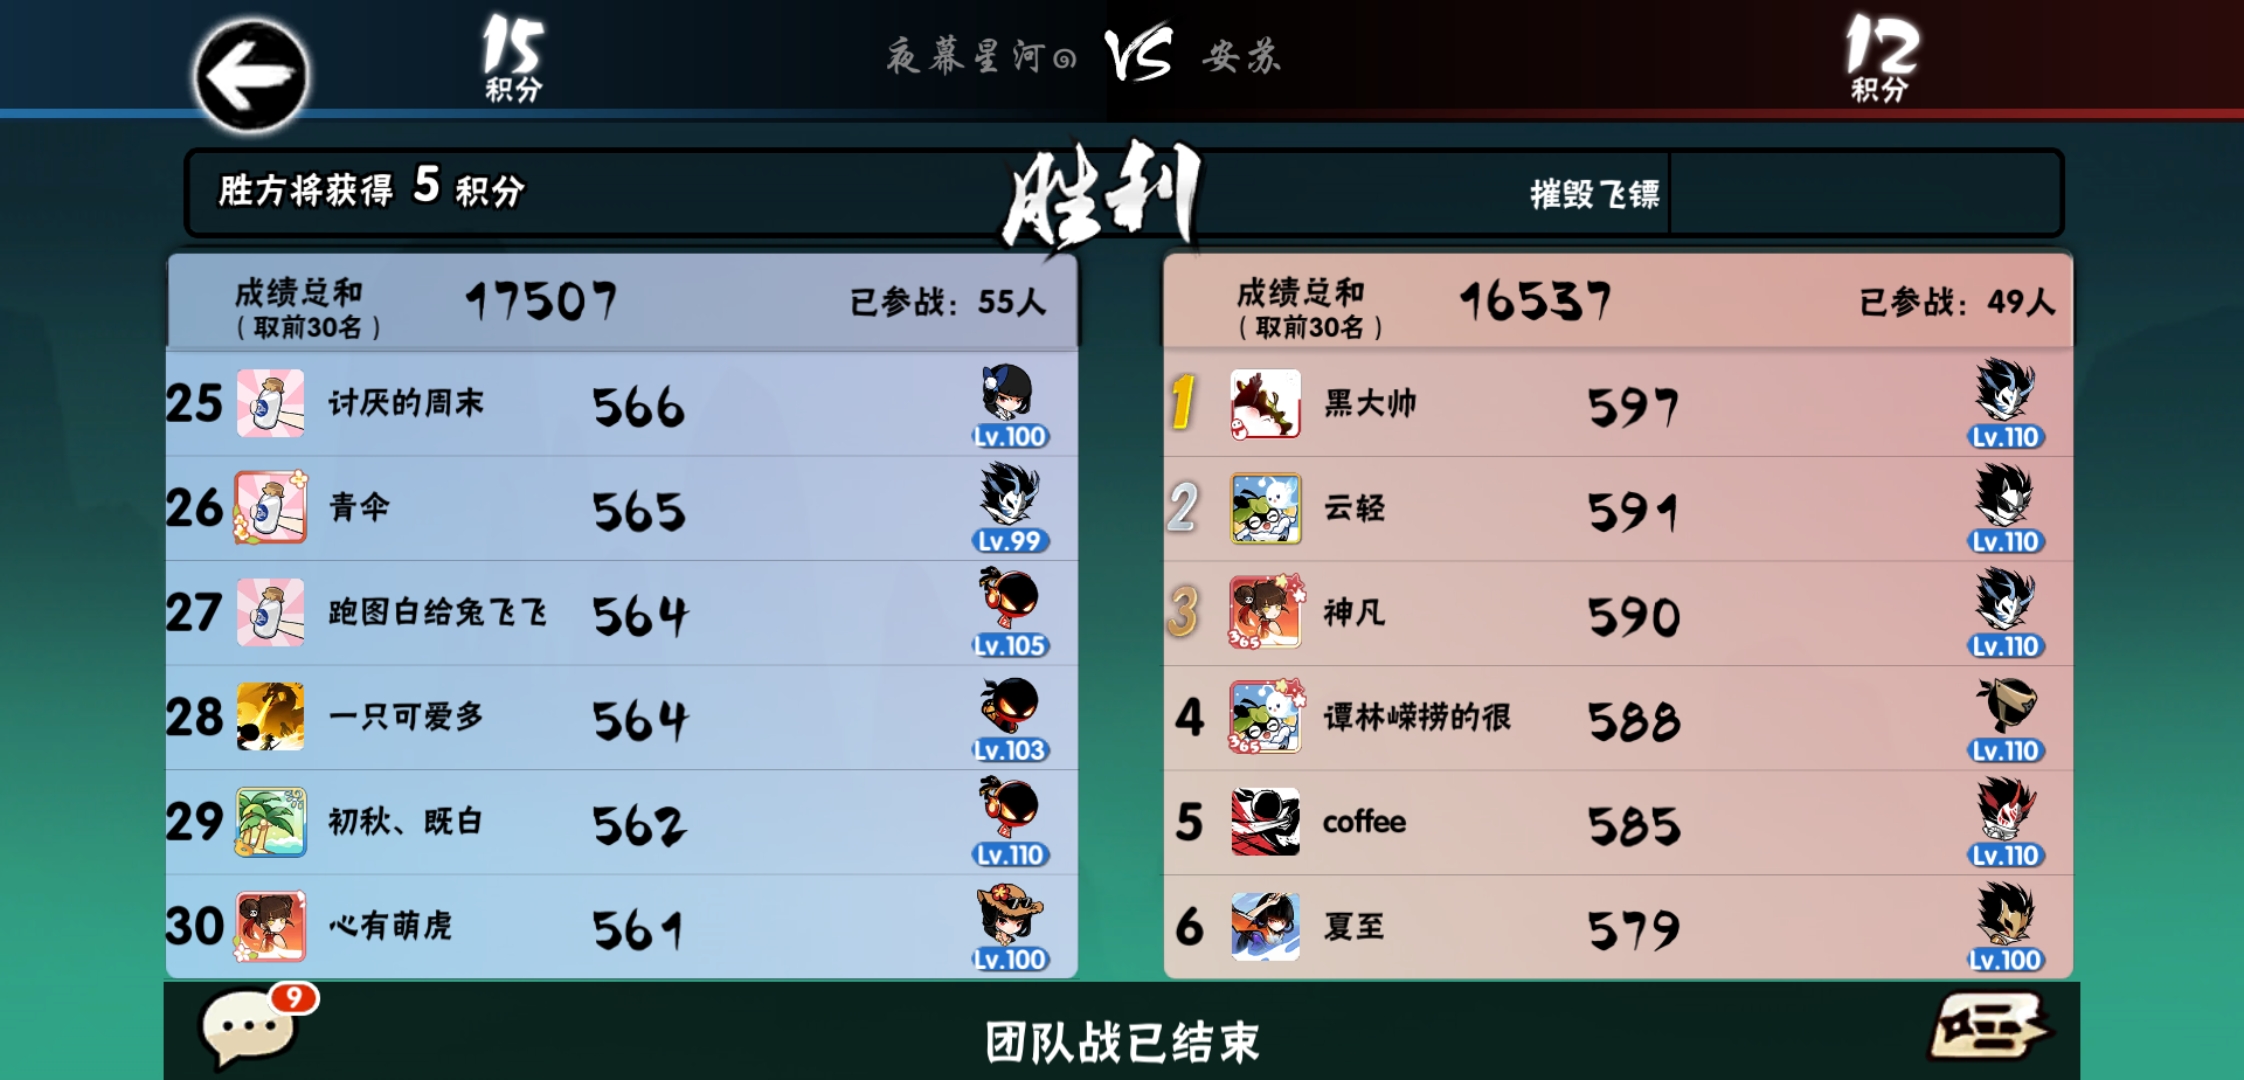 15
积分
夜幕星河๑ VS 安苏
12
积分
胜方将获得 5 积分
胜利
摧毁飞镖
成绩总和
（取前30名）
17507
已参战：55人
25 讨厌的周末 566 Lv.100
26 青伞 565 Lv.99
27 跑图白给兔飞飞 564 Lv.105
28 一只可爱多 564 Lv.103
29 初秋、既白 562 Lv.110
30 心有萌虎 561 Lv.100
成绩总和
（取前30名）
16537
已参战：49人
1 黑大帅 597 Lv.110
2 云轻 591 Lv.110
3 365 神凡 590 Lv.110
4 365 谭林嵘捞的很 588 Lv.110
5 coffee 585 Lv.110
6 夏至 579 Lv.100
9
团队战已结束